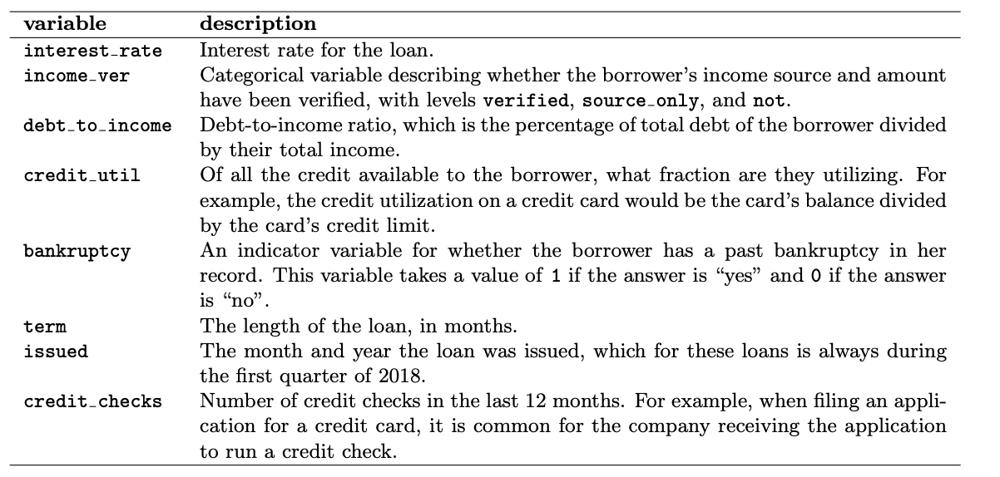 variable description
interest_rate Interest rate for the loan.
income_ver Categorical variable describing whether the borrower’s income source and amount
have been verified, with levels verified, source_only, and not.
debt_to_income Debt-to-income ratio, which is the percentage of total debt of the borrower divided
by their total income.
credit_util Of all the credit available to the borrower, what fraction are they utilizing. For
example, the credit utilization on a credit card would be the card’s balance divided
by the card’s credit limit.
bankruptcy An indicator variable for whether the borrower has a past bankruptcy in her
record. This variable takes a value of 1 if the answer is “yes” and 0 if the answer
is “no”.
term The length of the loan, in months.
issued The month and year the loan was issued, which for these loans is always during
the first quarter of 2018.
credit_checks Number of credit checks in the last 12 months. For example, when filing an appli-
cation for a credit card, it is common for the company receiving the application
to run a credit check.